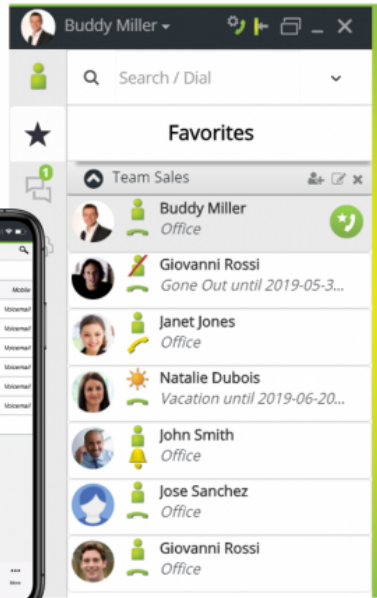 Buddy Miller
Search / Dial
Favorites
1
Team Sales
Buddy Miller
Office
Giovanni Rossi
Gone Out until 2019-05-3...
Janet Jones
Office
Natalie Dubois
Vacation until 2019-06-20...
John Smith
Office
Jose Sanchez
Office
Giovanni Rossi
Office
Mobile
Voicemail
Voicemail
Voicemail
Voicemail
Voicemail
Voicemail
More